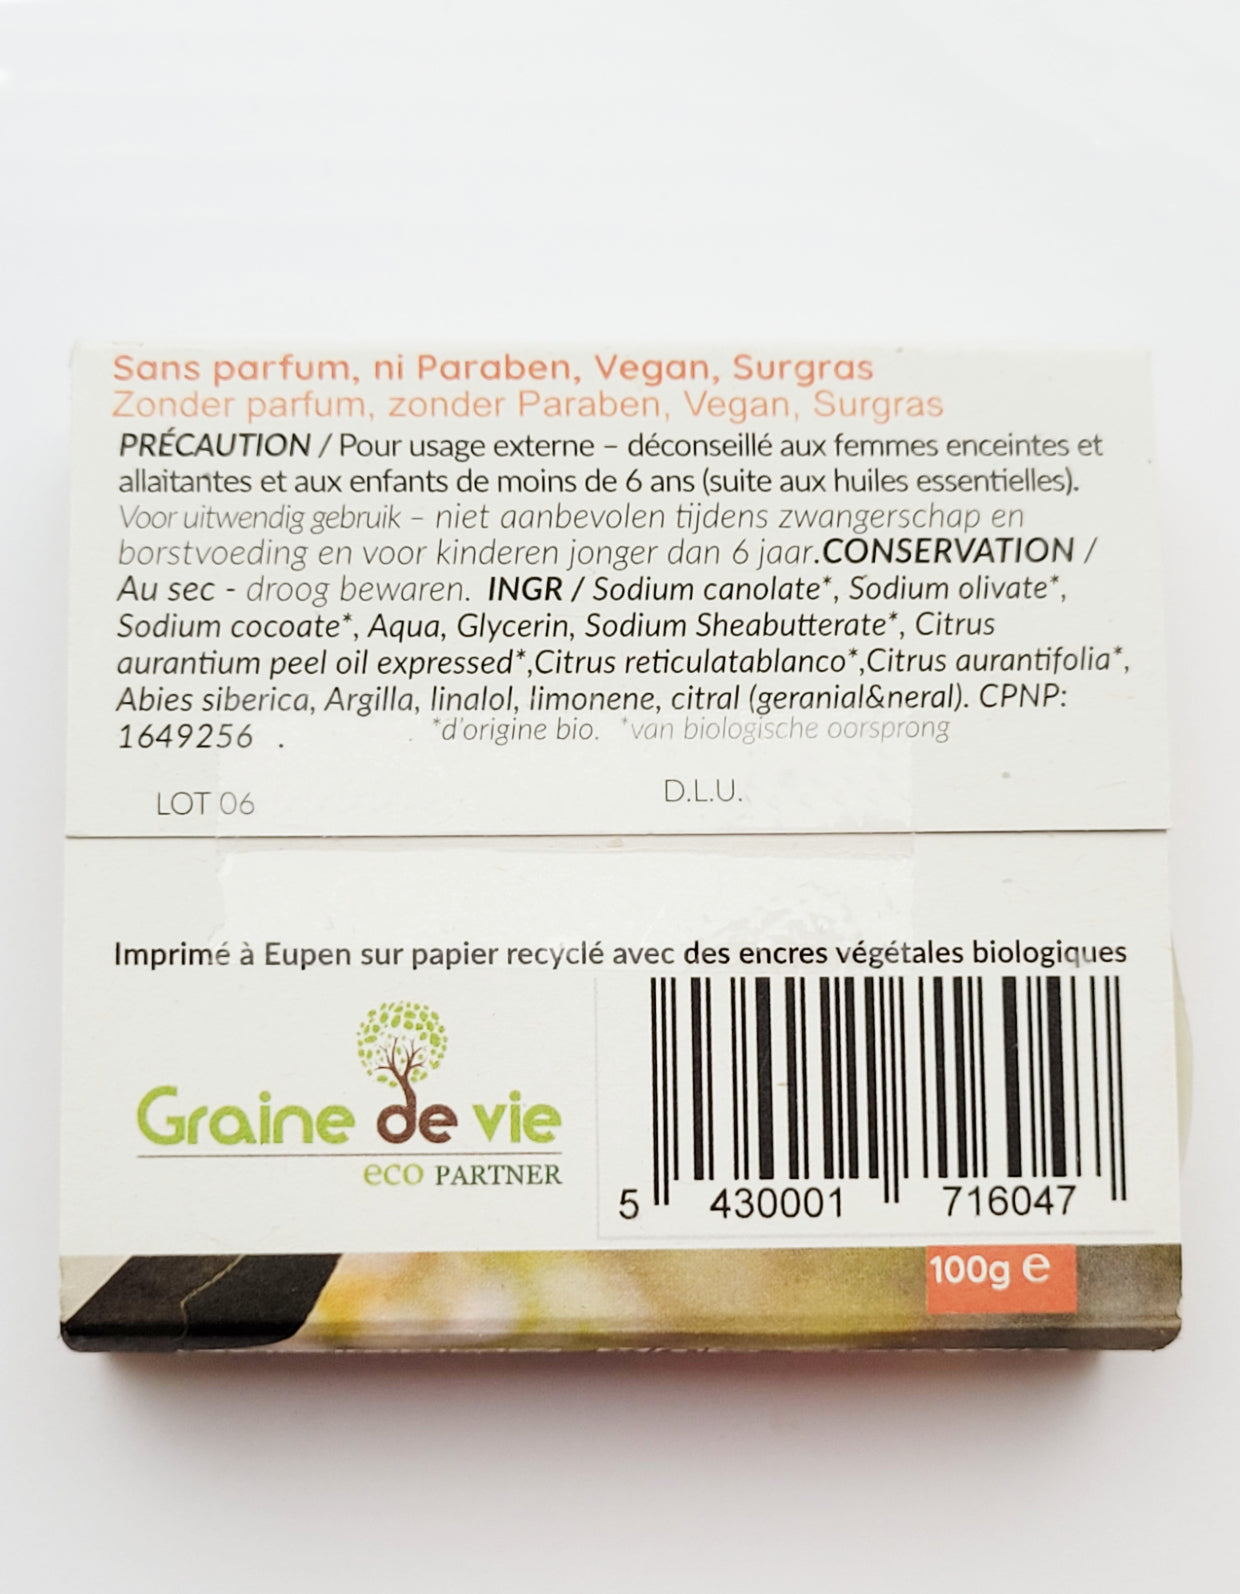 Sans parfum, ni Paraben, Vegan, Surgras
Zonder parfum, zonder Paraben, Vegan, Surgras
PRÉCAUTION / Pour usage externe – déconseillé aux femmes enceintes et
allaitantes et aux enfants de moins de 6 ans (suite aux huiles essentielles).
Voor uitwendig gebruik – niet aanbevolen tijdens zwangerschap en
borstvoeding en voor kinderen jonger dan 6 jaar.CONSERVATION /
Au sec - droog bewaren. INGR / Sodium canolate*, Sodium olivate*,
Sodium cocoate*, Aqua, Glycerin, Sodium Sheabutterate*, Citrus
aurantium peel oil expressed*,Citrus reticulatablanco*,Citrus aurantifolia*,
Abies siberica, Argilla, linalol, limonene, citral (geranial&neral). CPNP:
1649256 .
*d'origine bio. *van biologische oorsprong
LOT 06
D.L.U.
Imprimé à Eupen sur papier recyclé avec des encres végétales biologiques
Graine de vie
eco PARTNER
5 430001 716047
100g e